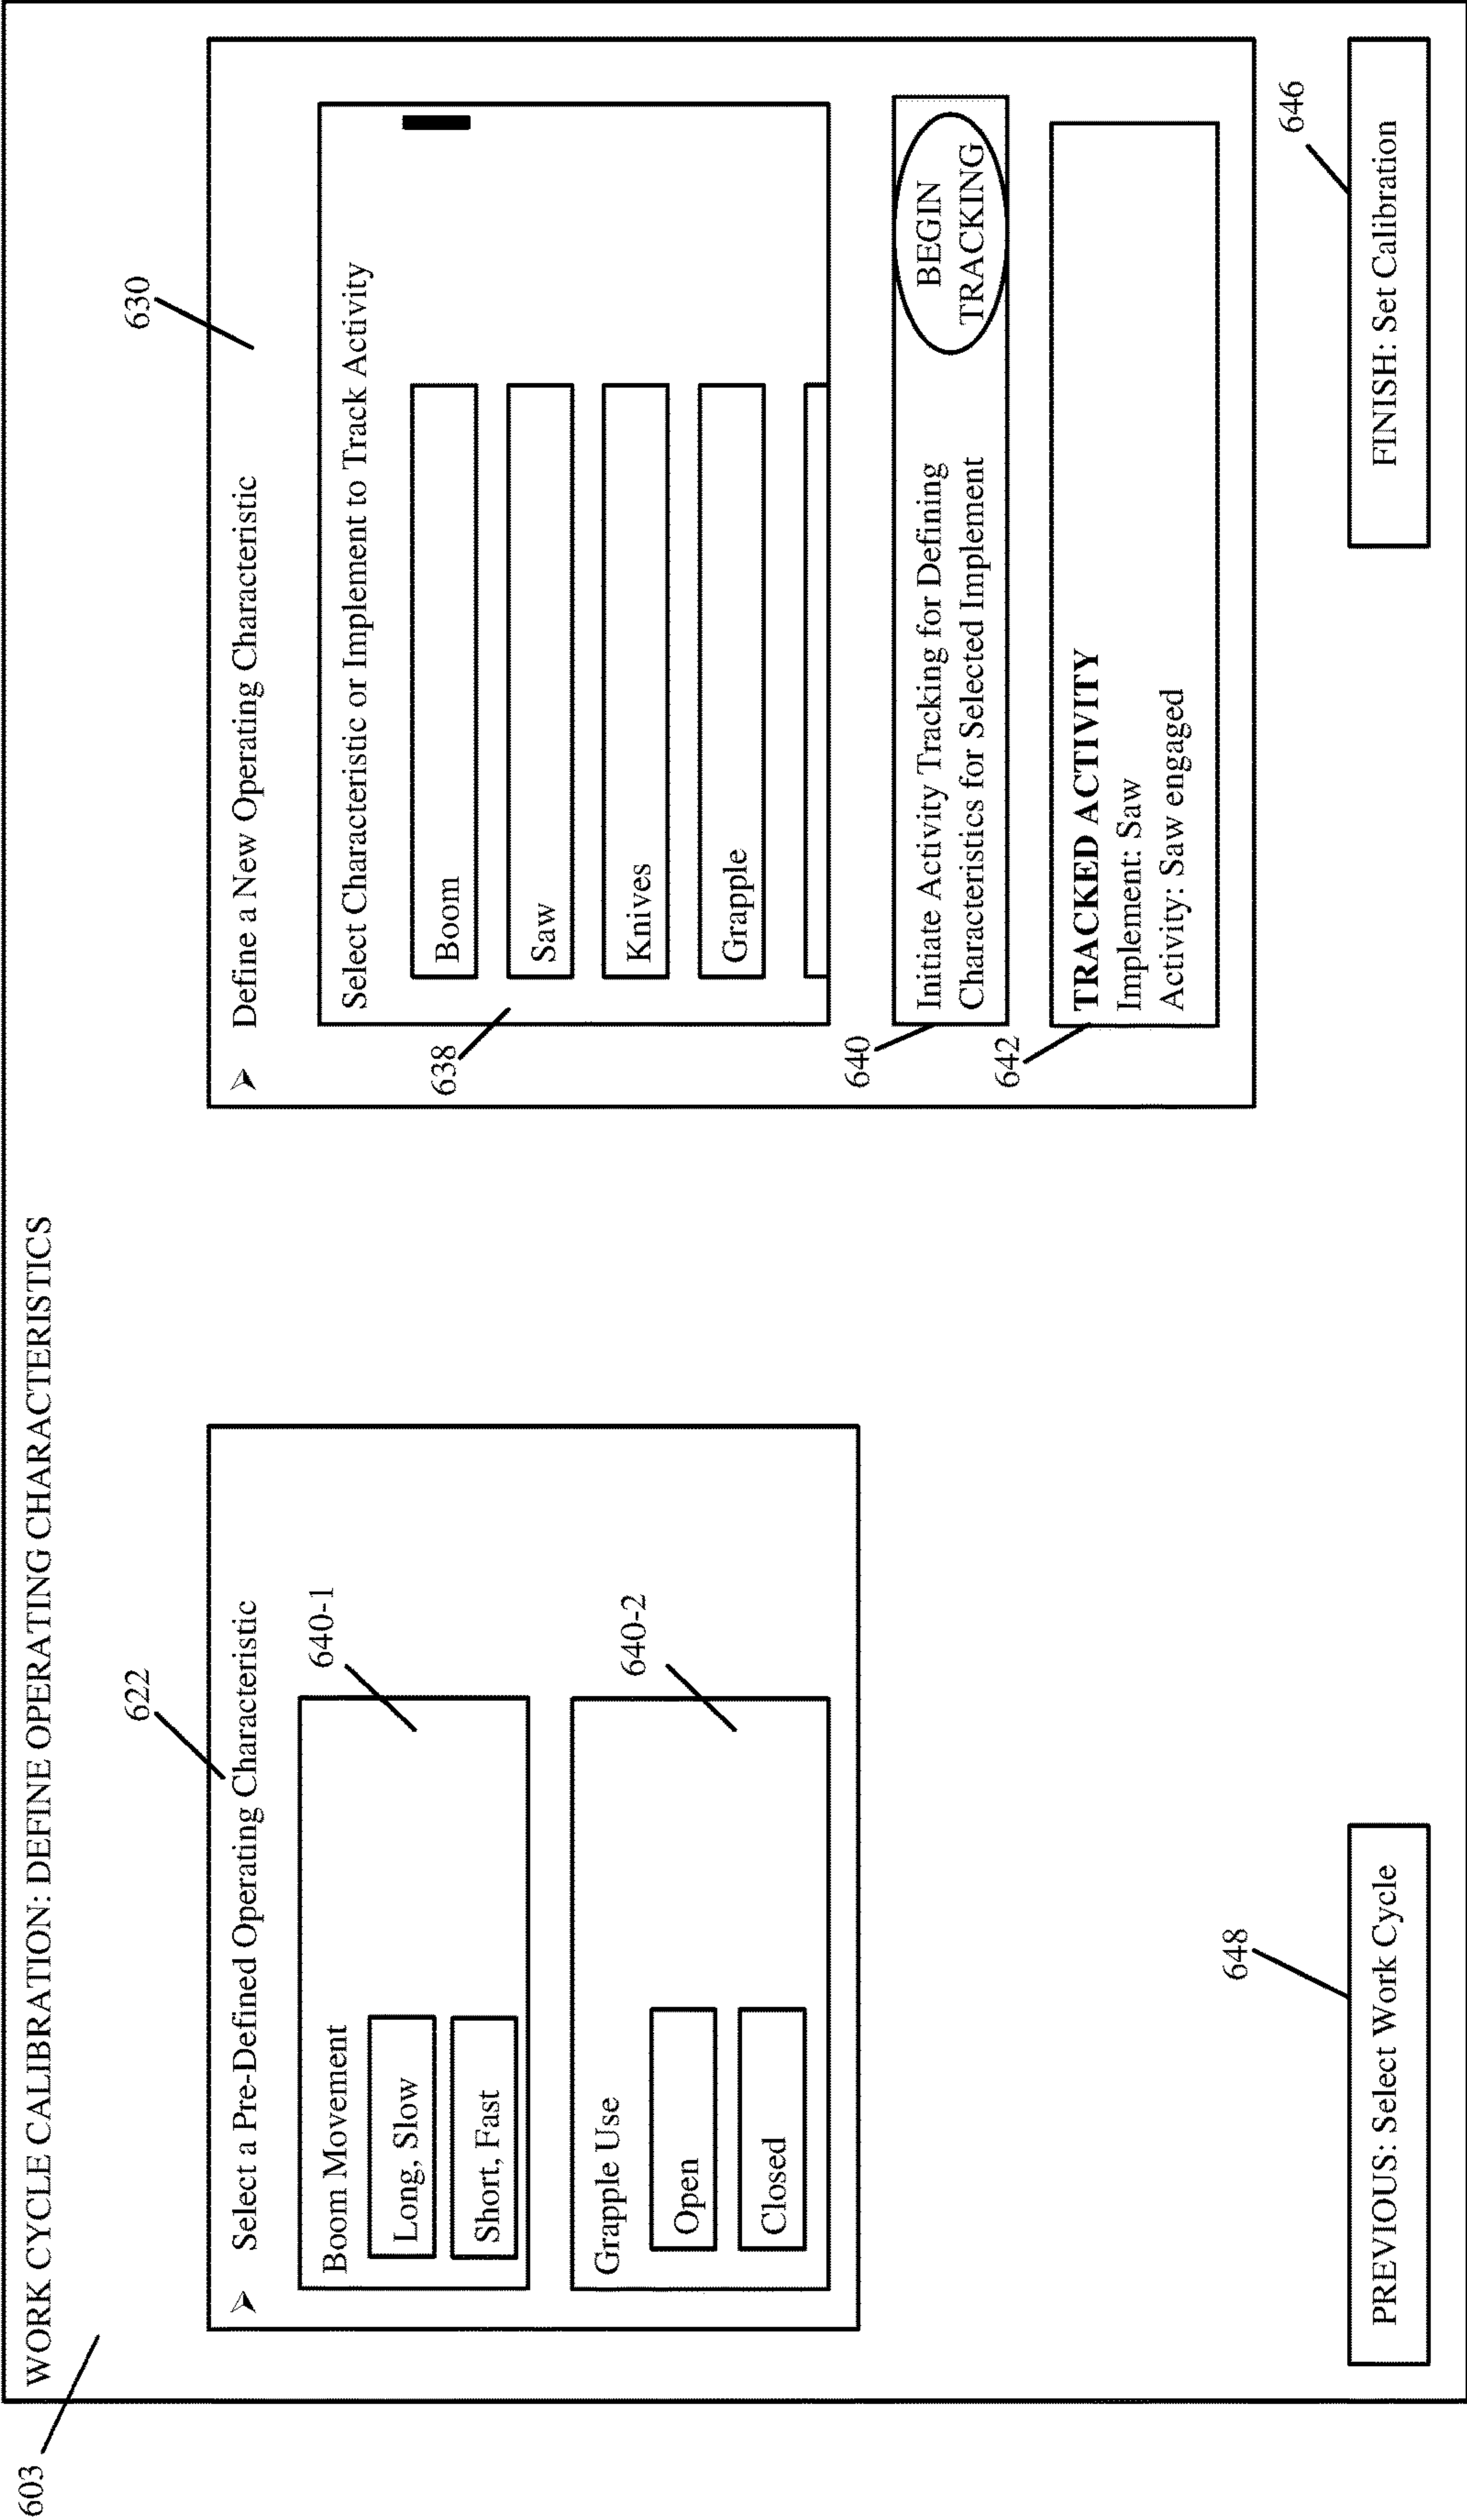 603
WORK CYCLE CALIBRATION: DEFINE OPERATING CHARACTERISTICS
622
➢ Select a Pre-Defined Operating Characteristic
640-1
Boom Movement
Long, Slow
Short, Fast
640-2
Grapple Use
Open
Closed
648
PREVIOUS: Select Work Cycle
630
➢ Define a New Operating Characteristic
Select Characteristic or Implement to Track Activity
638
Boom
Saw
Knives
Grapple
640
Initiate Activity Tracking for Defining
Characteristics for Selected Implement
BEGIN
TRACKING
642
TRACKED ACTIVITY
Implement: Saw
Activity: Saw engaged
646
FINISH: Set Calibration